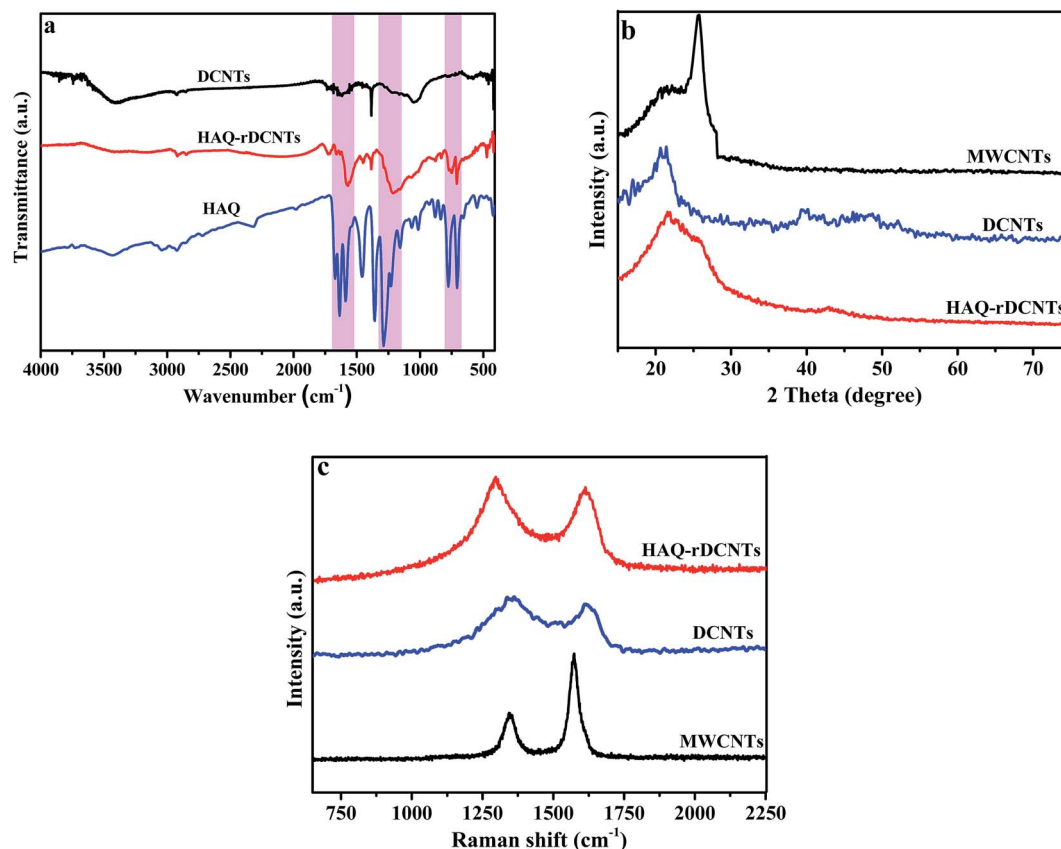 a
DCNTs
HAQ-rDCNTs
HAQ
Transmittance (a.u.)
4000 3500 3000 2500 2000 1500 1000 500
Wavenumber (cm⁻¹)
b
MWCNTs
DCNTs
HAQ-rDCNTs
Intensity (a.u.)
20 30 40 50 60 70
2 Theta (degree)
c
HAQ-rDCNTs
DCNTs
MWCNTs
Intensity (a.u.)
750 1000 1250 1500 1750 2000 2250
Raman shift (cm⁻¹)